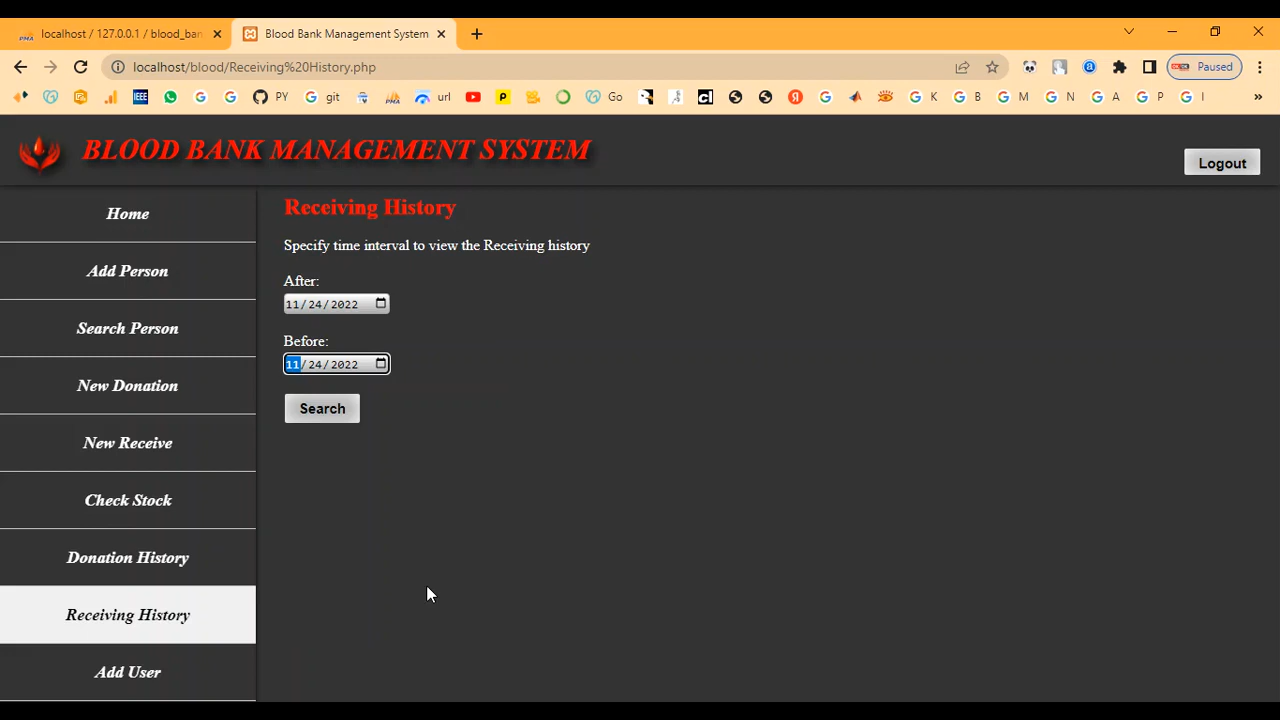 localhost / 127.0.0.1 / blood_ban
Blood Bank Management System
localhost/blood/Receiving%20History.php
Paused
IEEE
PY
git
PMA
url
Go
K
B
M
N
A
P
I
»
BLOOD BANK MANAGEMENT SYSTEM
Logout
Home
Add Person
Search Person
New Donation
New Receive
Check Stock
Donation History
Receiving History
Add User
Receiving History
Specify time interval to view the Receiving history
After:
11/24/2022
Before:
11/24/2022
Search